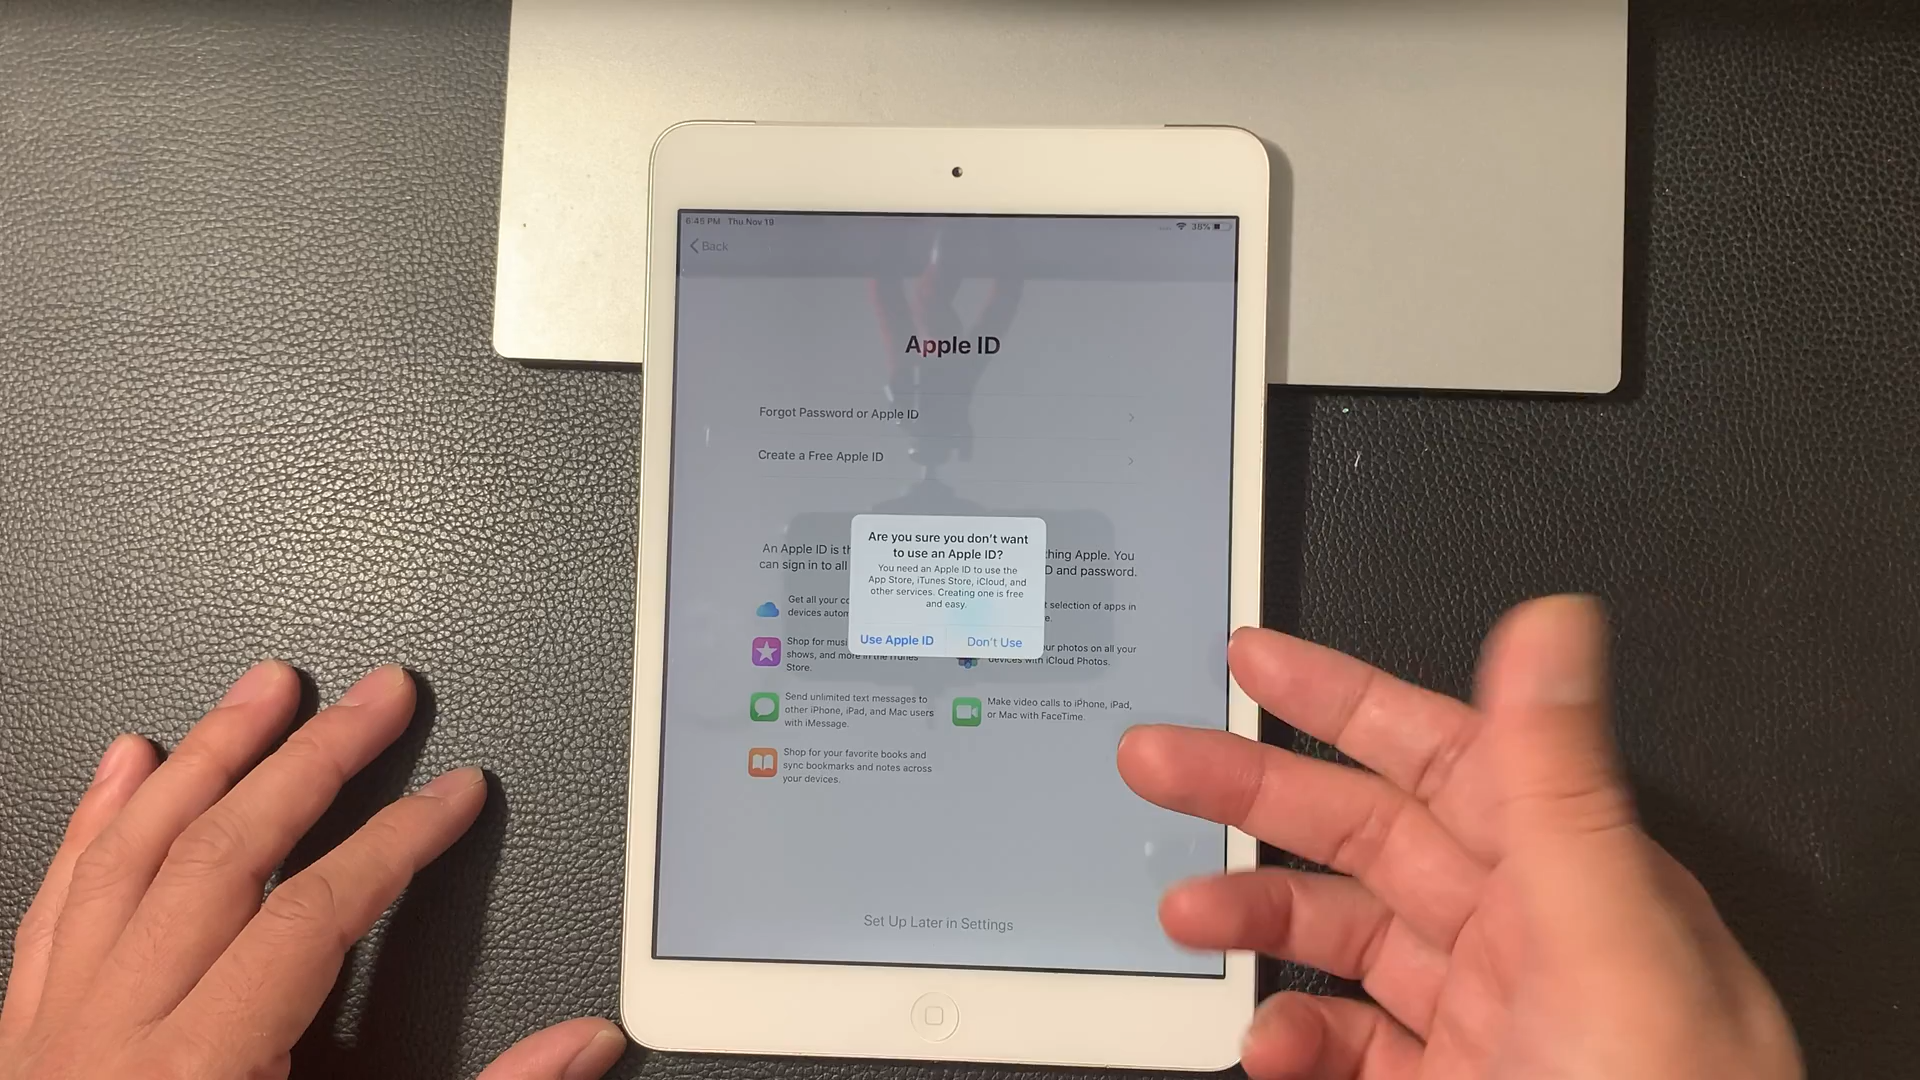 6:45 PM Thu Nov 19
38%
Back
Apple ID
Forgot Password or Apple ID
Create a Free Apple ID
An Apple ID is th
thing Apple. You
can sign in to all
D and password.
Are you sure you don't want
to use an Apple ID?
You need an Apple ID to use the
App Store, iTunes Store, iCloud, and
other services. Creating one is free
and easy.
Use Apple ID
Don't Use
Get all your co
devices autom
t selection of apps in
e.
Shop for musi
shows, and more in the iTunes
Store.
ur photos on all your
devices with iCloud Photos.
Send unlimited text messages to
other iPhone, iPad, and Mac users
with iMessage.
Make video calls to iPhone, iPad,
or Mac with FaceTime.
Shop for your favorite books and
sync bookmarks and notes across
your devices.
Set Up Later in Settings